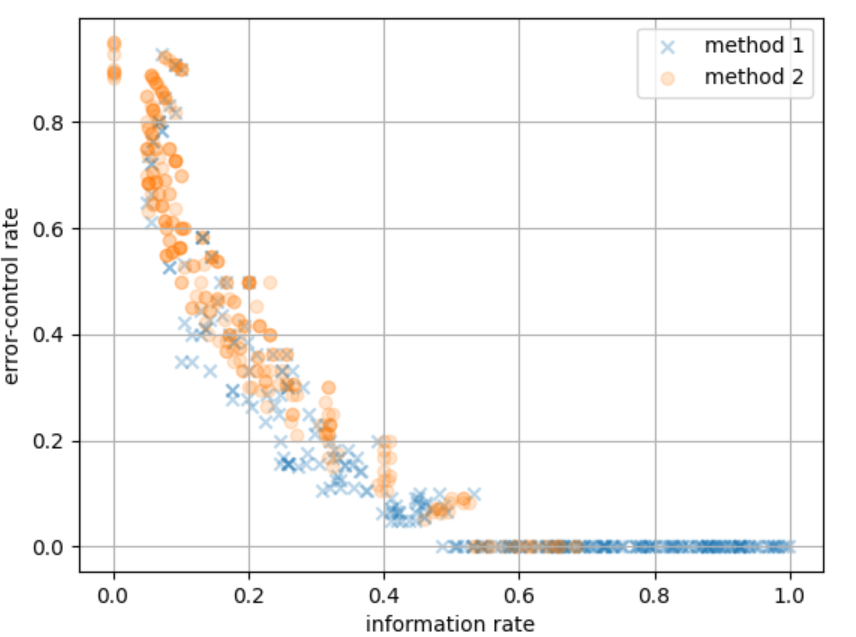 method 1
method 2
error-control rate
0.8
0.6
0.4
0.2
0.0
0.0 0.2 0.4 0.6 0.8 1.0
information rate